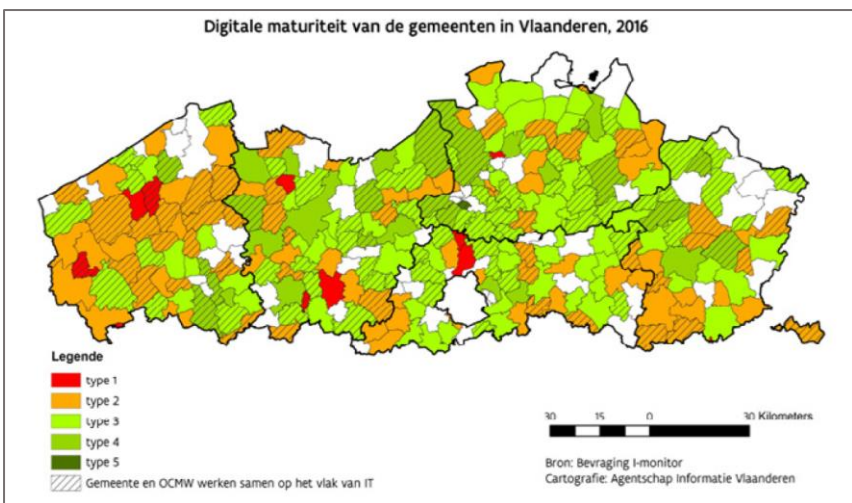 Digitale maturiteit van de gemeenten in Vlaanderen, 2016
Legende
type 1
type 2
type 3
type 4
type 5
Gemeente en OCMW werken samen op het vlak van IT
30 15 0 30 Kilometers
Bron: Bevraging I-monitor
Cartografie: Agentschap Informatie Vlaanderen